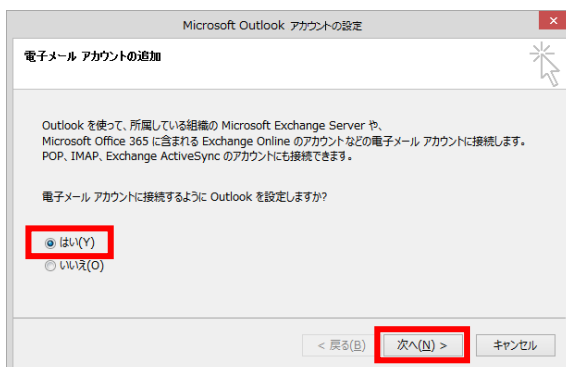 Microsoft Outlook アカウントの設定
電子メール アカウントの追加
Outlook を使って、所属している組織の Microsoft Exchange Server や、
Microsoft Office 365 に含まれる Exchange Online のアカウントなどの電子メール アカウントに接続します。
POP、IMAP、Exchange ActiveSync のアカウントにも接続できます。
電子メール アカウントに接続するように Outlook を設定しますか?
はい(Y)
いいえ(O)
< 戻る(B) 次へ(N) > キャンセル